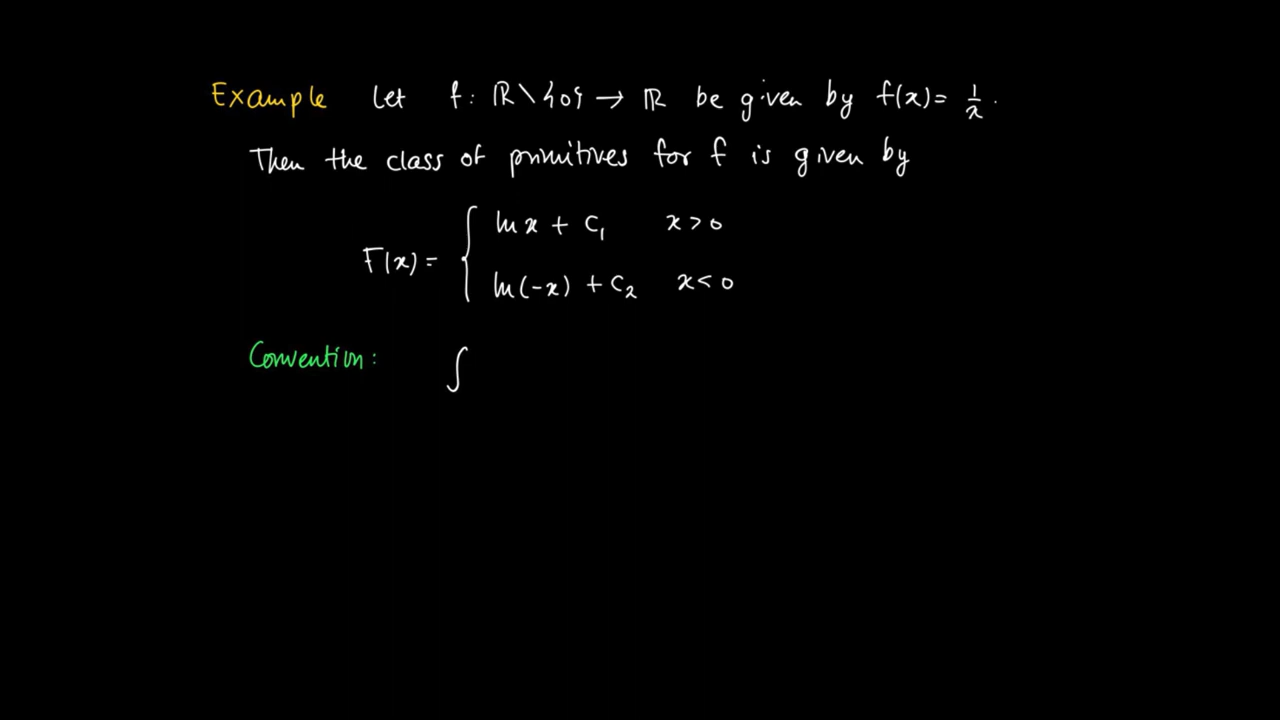 Example Let f: ℝ\{0} → ℝ be given by f(x) = 1/x.
Then the class of primitives for f is given by
F(x) = { ln x + C₁ x > 0
ln(-x) + C₂ x < 0
Convention: ∫